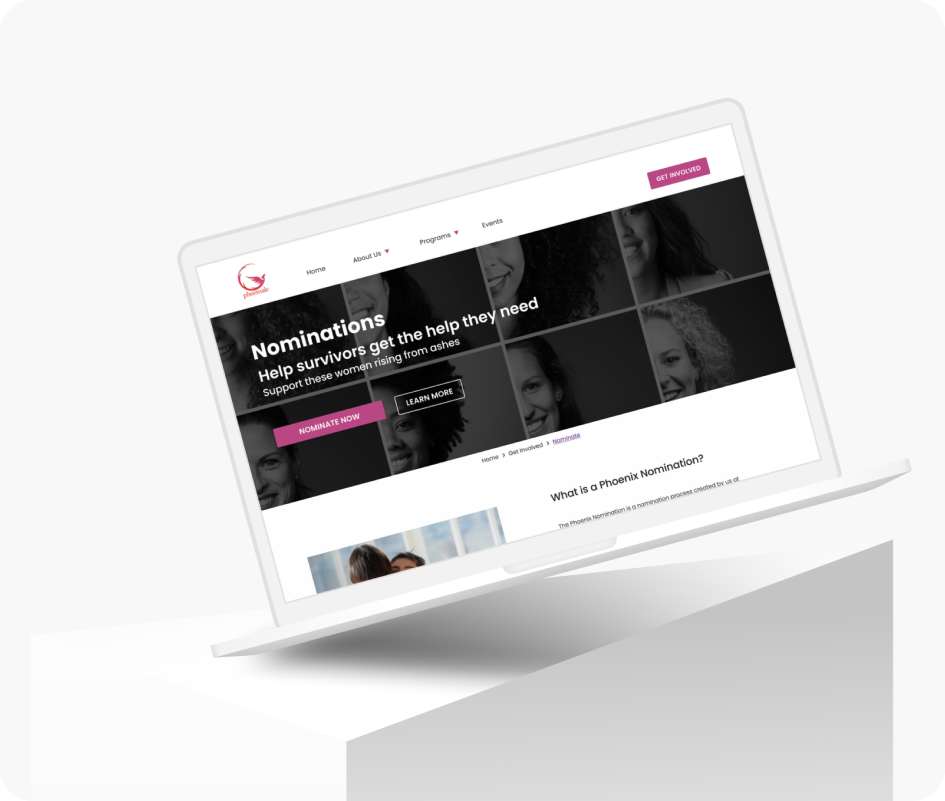 GET INVOLVED
Home
About Us
Programs
Events
phoemale
Nominations
Help survivors get the help they need
Support these women rising from ashes
NOMINATE NOW
LEARN MORE
Home > Get Involved > Nominate
What is a Phoenix Nomination?
The Phoenix Nomination is a nomination process created by us at